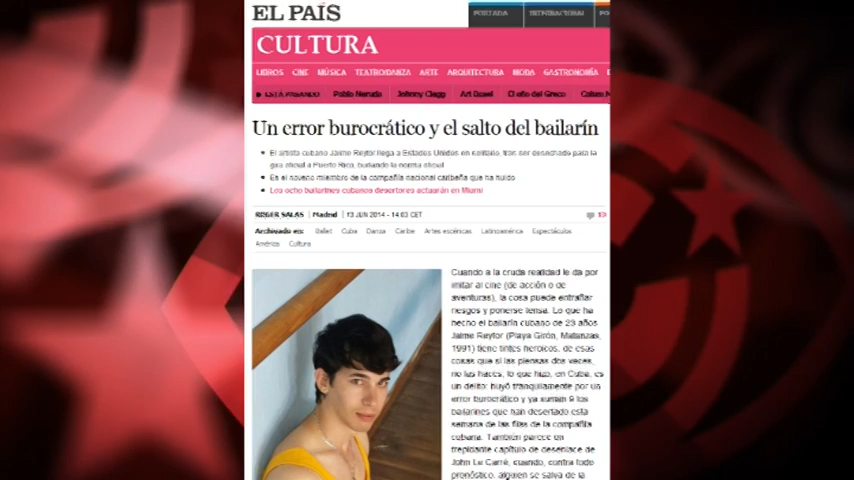 EL PAÍS
PORTADA INTERNACIONAL
CULTURA
LIBROS CINE MÚSICA TEATRO/DANZA ARTE ARQUITECTURA MODA GASTRONOMÍA
ESTÁ PASANDO Pablo Neruda Johnny Clegg Art Basel El año del Greco
Un error burocrático y el salto del bailarín
El artista cubano Jaime Reytor llega a Estados Unidos en solitario, tras ser desechado para la
gira oficial a Puerto Rico, burlando la norma oficial
Es el noveno miembro de la compañía nacional caribeña que ha huido
Los ocho bailarines cubanos desertores actuarán en Miami
ROGER SALAS Madrid 13 JUN 2014 - 14:03 CET
Archivado en: Ballet Cuba Danza Caribe Artes escénicas Latinoamérica Espectáculos
América Cultura
Cuando a la cruda realidad le da por
imitar al cine (de acción o de
aventuras), la cosa puede entrañar
riesgos y ponerse tensa. Lo que ha
hecho el bailarín cubano de 23 años
Jaime Reytor (Playa Girón, Matanzas,
1991) tiene tintes heroicos, de esas
cosas que si las piensas dos veces,
no las haces, lo que hizo, en Cuba, es
un delito: huyó tranquilamente por un
error burocrático y ya suman 9 los
bailarines que han desertado esta
semana de las filas de la compañía
cubana. También parece en
trepidante capítulo de desenlace de
John Le Carré, cuando, contra todo
pronóstico, alguien se salva de la